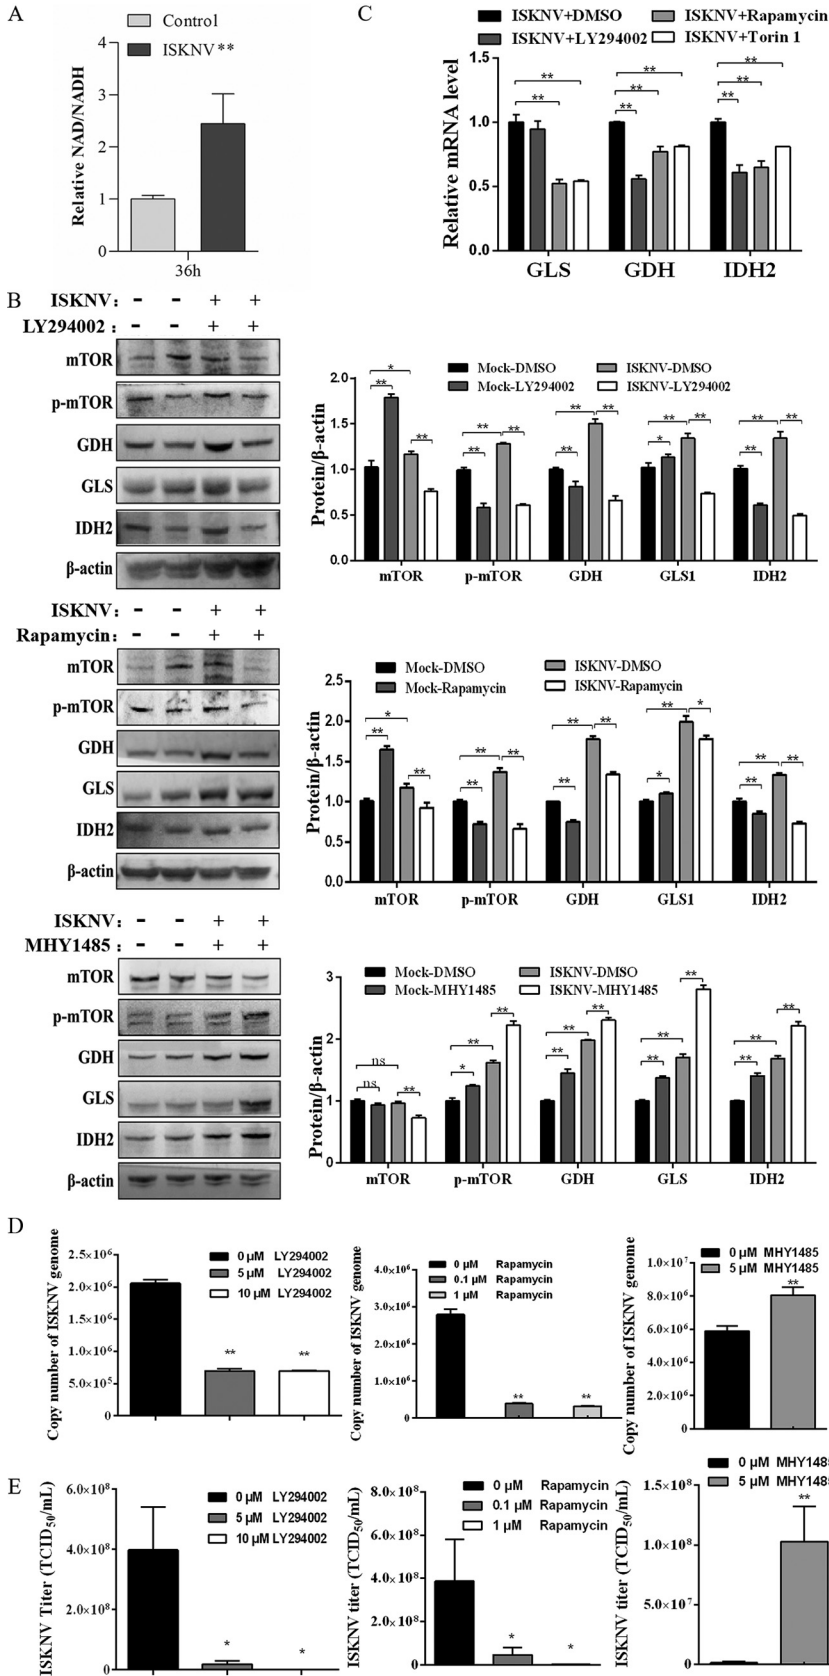 A
Control
ISKNV **
Relative NAD/NADH
4
3
2
1
0
36h
C
ISKNV+DMSO
ISKNV+Rapamycin
ISKNV+LY294002
ISKNV+Torin 1
Relative mRNA level
1.5
1.0
0.5
0.0
** ** ** ** ** ** ** **
GLS GDH IDH2
B
ISKNV: - - + +
LY294002 : - - + +
mTOR
p-mTOR
GDH
GLS
IDH2
β-actin
Mock-DMSO
ISKNV-DMSO
Mock-LY294002
ISKNV-LY294002
Protein/β-actin
2.0
1.5
1.0
0.5
0.0
* ** ** ** ** ** ** ** ** ** * ** ** ** **
mTOR p-mTOR GDH GLS1 IDH2
ISKNV: - - + +
Rapamycin: - - + +
mTOR
p-mTOR
GDH
GLS
IDH2
β-actin
Mock-DMSO
ISKNV-DMSO
Mock-Rapamycin
ISKNV-Rapamycin
Protein/β-actin
2.5
2.0
1.5
1.0
0.5
0.0
* ** ** ** ** ** ** ** ** ** * * ** ** **
mTOR p-mTOR GDH GLS1 IDH2
ISKNV: - - + +
MHY1485 : - - + +
mTOR
p-mTOR
GDH
GLS
IDH2
β-actin
Mock-DMSO
ISKNV-DMSO
Mock-MHY1485
ISKNV-MHY1485
Protein/β-actin
3
2
1
0
ns ns ** ** * ** ** ** ** ** ** ** ** ** **
mTOR p-mTOR GDH GLS IDH2
D
Copy number of ISKNV genome
2.5×10⁶
2.0×10⁶
1.5×10⁶
1.0×10⁶
5.0×10⁵
0
0 μM LY294002
5 μM LY294002
10 μM LY294002
** **
Copy number of ISKNV genome
4.0×10⁶
3.0×10⁶
2.0×10⁶
1.0×10⁶
0
0 μM Rapamycin
0.1 μM Rapamycin
1 μM Rapamycin
** **
Copy number of ISKNV genome
1.0×10⁷
8.0×10⁶
6.0×10⁶
4.0×10⁶
2.0×10⁶
0
0 μM MHY1485
5 μM MHY1485
**
E
ISKNV Titer (TCID₅₀/mL)
6.0×10⁸
4.0×10⁸
2.0×10⁸
0
0 μM LY294002
5 μM LY294002
10 μM LY294002
* *
ISKNV titer (TCID₅₀/mL)
8.0×10⁸
6.0×10⁸
4.0×10⁸
2.0×10⁸
0
0 μM Rapamycin
0.1 μM Rapamycin
1 μM Rapamycin
* *
ISKNV titer (TCID₅₀/mL)
1.5×10⁸
1.0×10⁸
5.0×10⁷
0
0 μM MHY1485
5 μM MHY1485
**